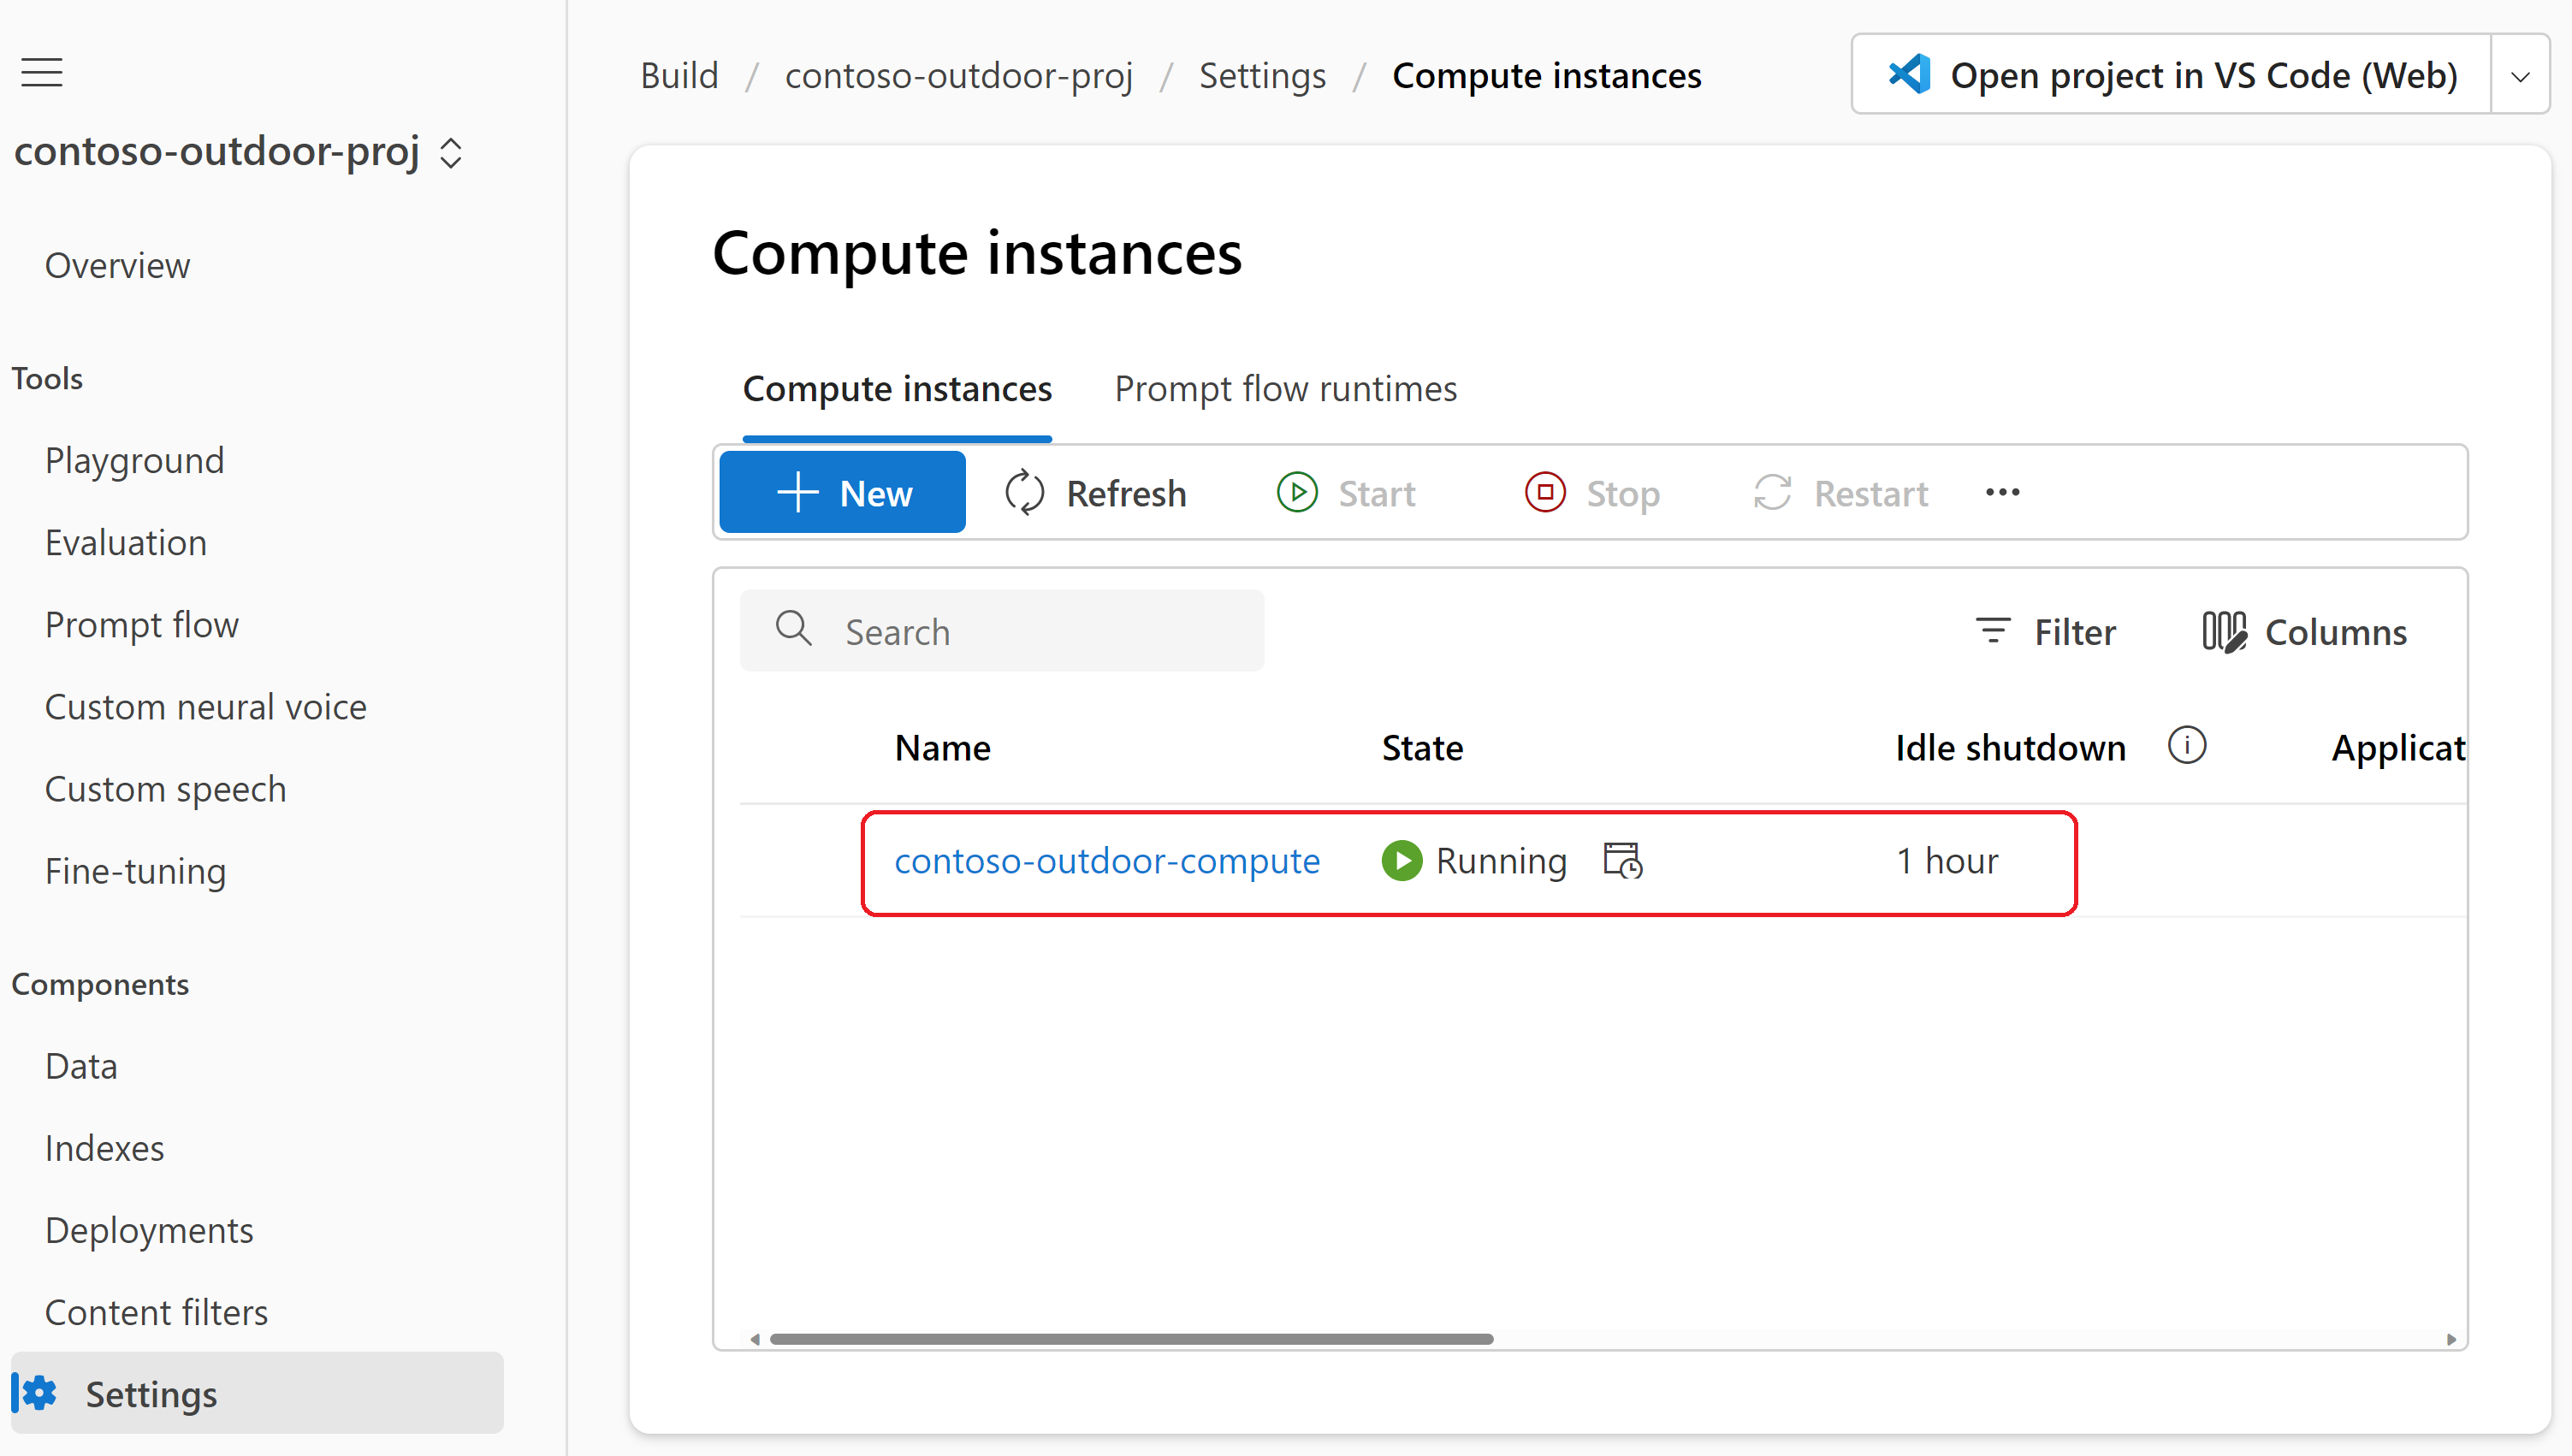 Build / contoso-outdoor-proj / Settings / Compute instances
Open project in VS Code (Web)
contoso-outdoor-proj
Overview
Tools
Playground
Evaluation
Prompt flow
Custom neural voice
Custom speech
Fine-tuning
Components
Data
Indexes
Deployments
Content filters
Settings
Compute instances
Compute instances Prompt flow runtimes
New Refresh Start Stop Restart ...
Search Filter Columns
Name State Idle shutdown Applicat
contoso-outdoor-compute Running 1 hour